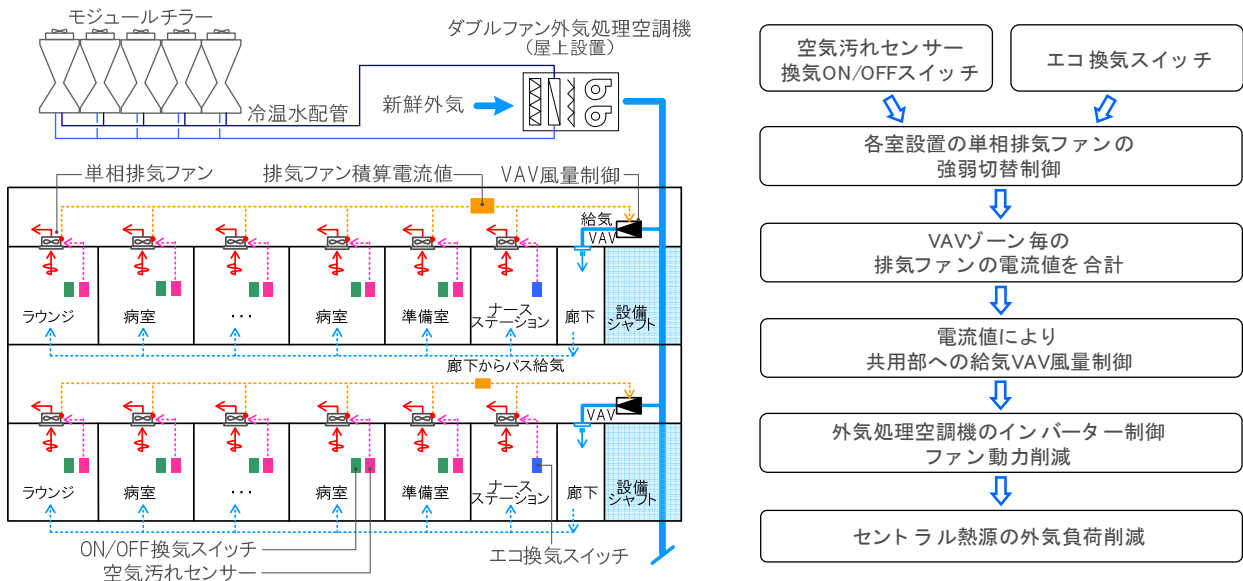 モジュールチラー
ダブルファン外気処理空調機
（屋上設置）
新鮮外気
冷温水配管
単相排気ファン
排気ファン積算電流値
VAV風量制御
給気
VAV
ラウンジ
病室
…
病室
準備室
ナース
ステーション
廊下
設備
シャフト
廊下からパス給気
VAV
ラウンジ
病室
…
病室
準備室
ナース
ステーション
廊下
設備
シャフト
ON/OFF換気スイッチ
空気汚れセンサー
エコ換気スイッチ
空気汚れセンサー
換気ON/OFFスイッチ
エコ換気スイッチ
各室設置の単相排気ファンの
強弱切替制御
VAVゾーン毎の
排気ファンの電流値を合計
電流値により
共用部への給気VAV風量制御
外気処理空調機のインバーター制御
ファン動力削減
セントラル熱源の外気負荷削減